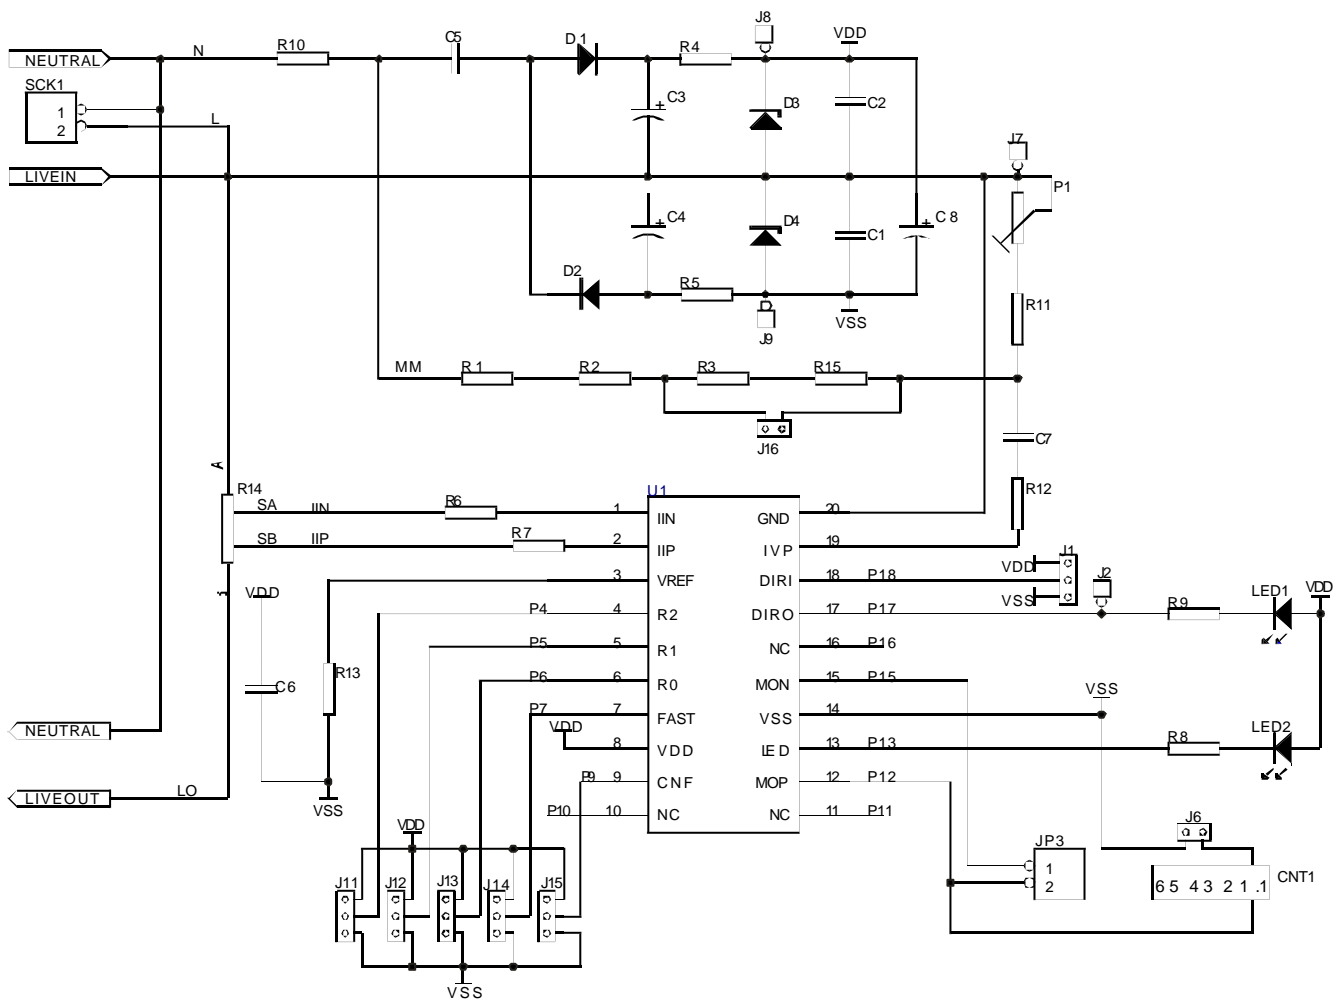 J8
C5
D1
R4
VDD
NEUTRAL
N
R10
SCK1
1
2
L
C3
D3
C2
J7
LIVEIN
P1
C4
D4
C1
C8
D2
R5
VSS
J9
R11
MM
R1
R2
R3
R15
J16
C7
A
R14
U1
R12
SA
IIN
R6
1
IIN
GND
20
SB
IIP
R7
2
IIP
IVP
19
J1
VDD
3
VREF
DIRI
18
P18
J2
VSS
VDD
LED1
VDD
P4
4
R2
DIRO
17
P17
R9
P5
5
R1
NC
16
P16
R13
C6
P6
6
R0
MON
15
P15
VSS
P7
7
FAST
VSS
14
NEUTRAL
VDD
8
VDD
LED
13
P13
R8
LED2
P9
9
CNF
MOP
12
P12
LIVEOUT
LO
VSS
P10
10
NC
NC
11
P11
VDD
J6
JP3
1
2
J11
J12
J13
J14
J15
6 5 4 3 2 1 .1
CNT1
VSS